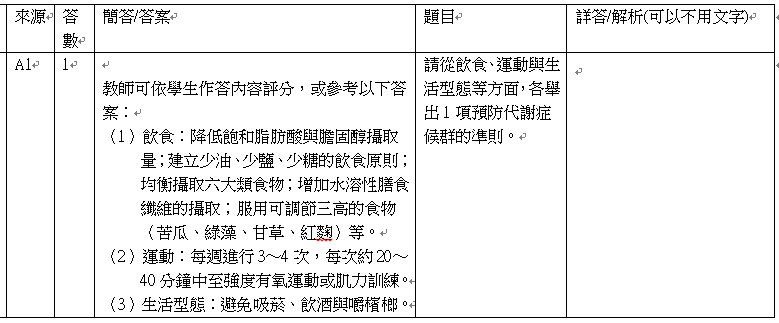 來源 答數 簡答/答案 題目 詳答/解析(可以不用文字)
A1 1
教師可依學生作答內容評分，或參考以下答
案：
（1）飲食：降低飽和脂肪酸與膽固醇攝取
量；建立少油、少鹽、少糖的飲食原則；
均衡攝取六大類食物；增加水溶性膳食
纖維的攝取；服用可調節三高的食物
（苦瓜、綠藻、甘草、紅麴）等。
（2）運動：每週進行3～4 次，每次約20～
40 分鐘中至強度有氧運動或肌力訓練。
（3）生活型態：避免吸菸、飲酒與嚼檳榔。
請從飲食、運動與生
活型態等方面，各舉
出1 項預防代謝症
候群的準則。